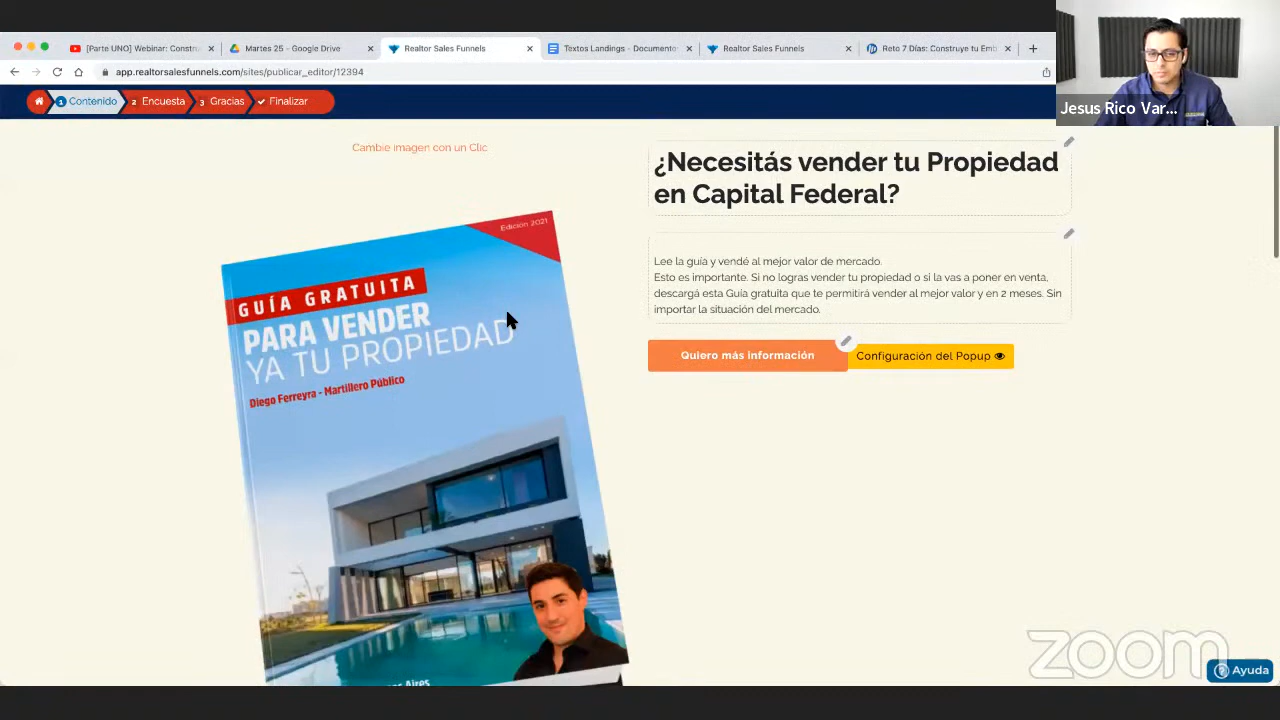 [Parte UNO] Webinar: Constru
Martes 25 - Google Drive
Realtor Sales Funnels
Textos Landings - Documento
Realtor Sales Funnels
Reto 7 Días: Construye tu Emb
app.realtorsalesfunnels.com/sites/publicar_editor/12394
Jesus Rico Var...
1 Contenido
2 Encuesta
3 Gracias
Finalizar
Cambie imagen con un Clic
Edición 2021
GUÍA GRATUITA
PARA VENDER
YA TU PROPIEDAD
Diego Ferreyra - Martillero Público
¿Necesitás vender tu Propiedad
en Capital Federal?
Lee la guía y vendé al mejor valor de mercado.
Esto es importante. Si no logras vender tu propiedad o si la vas a poner en venta,
descargá esta Guía gratuita que te permitirá vender al mejor valor y en 2 meses. Sin
importar la situación del mercado.
Quiero más información
Configuración del Popup
zoom
Ayuda